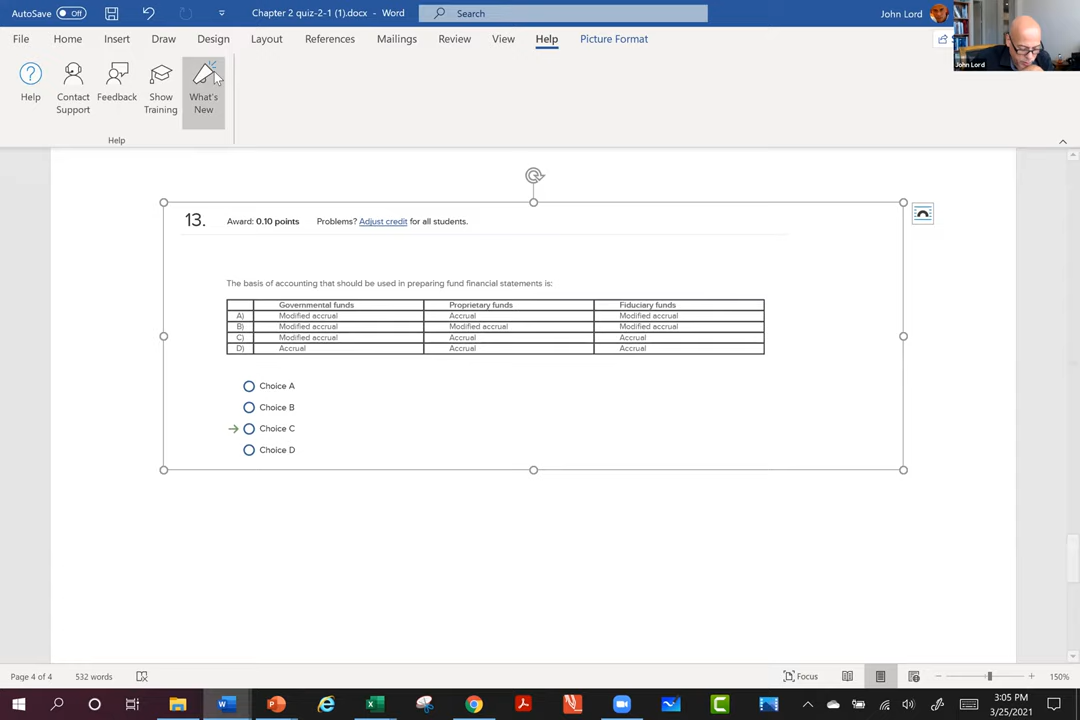 AutoSave Off Chapter 2 quiz-2-1 (1).docx - Word Search John Lord
File Home Insert Draw Design Layout References Mailings Review View Help Picture Format
Help
Contact Support
Feedback
Show Training
What's New
Help
John Lord
13. Award: 0.10 points Problems? Adjust credit for all students.
The basis of accounting that should be used in preparing fund financial statements is:
Governmental funds Proprietary funds Fiduciary funds
A) Modified accrual Accrual Modified accrual
B) Modified accrual Modified accrual Modified accrual
C) Modified accrual Accrual Accrual
D) Accrual Accrual Accrual
Choice A
Choice B
Choice C
Choice D
Page 4 of 4 532 words Focus 150%
3:05 PM
3/25/2021